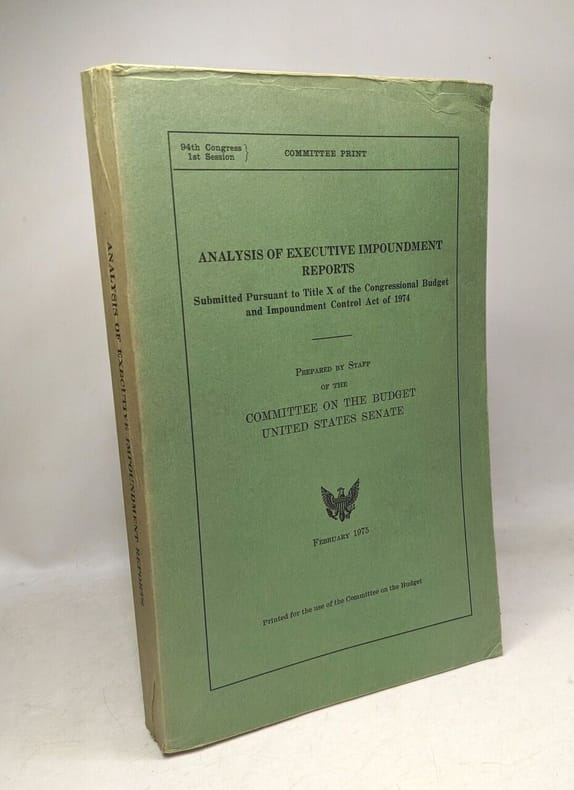 94th Congress
1st Session
COMMITTEE PRINT
ANALYSIS OF EXECUTIVE IMPOUNDMENT
REPORTS
Submitted Pursuant to Title X of the Congressional Budget
and Impoundment Control Act of 1974
PREPARED BY STAFF
OF THE
COMMITTEE ON THE BUDGET
UNITED STATES SENATE
FEBRUARY 1975
Printed for the use of the Committee on the Budget
ANALYSIS OF EXECUTIVE IMPOUNDMENT REPORTS